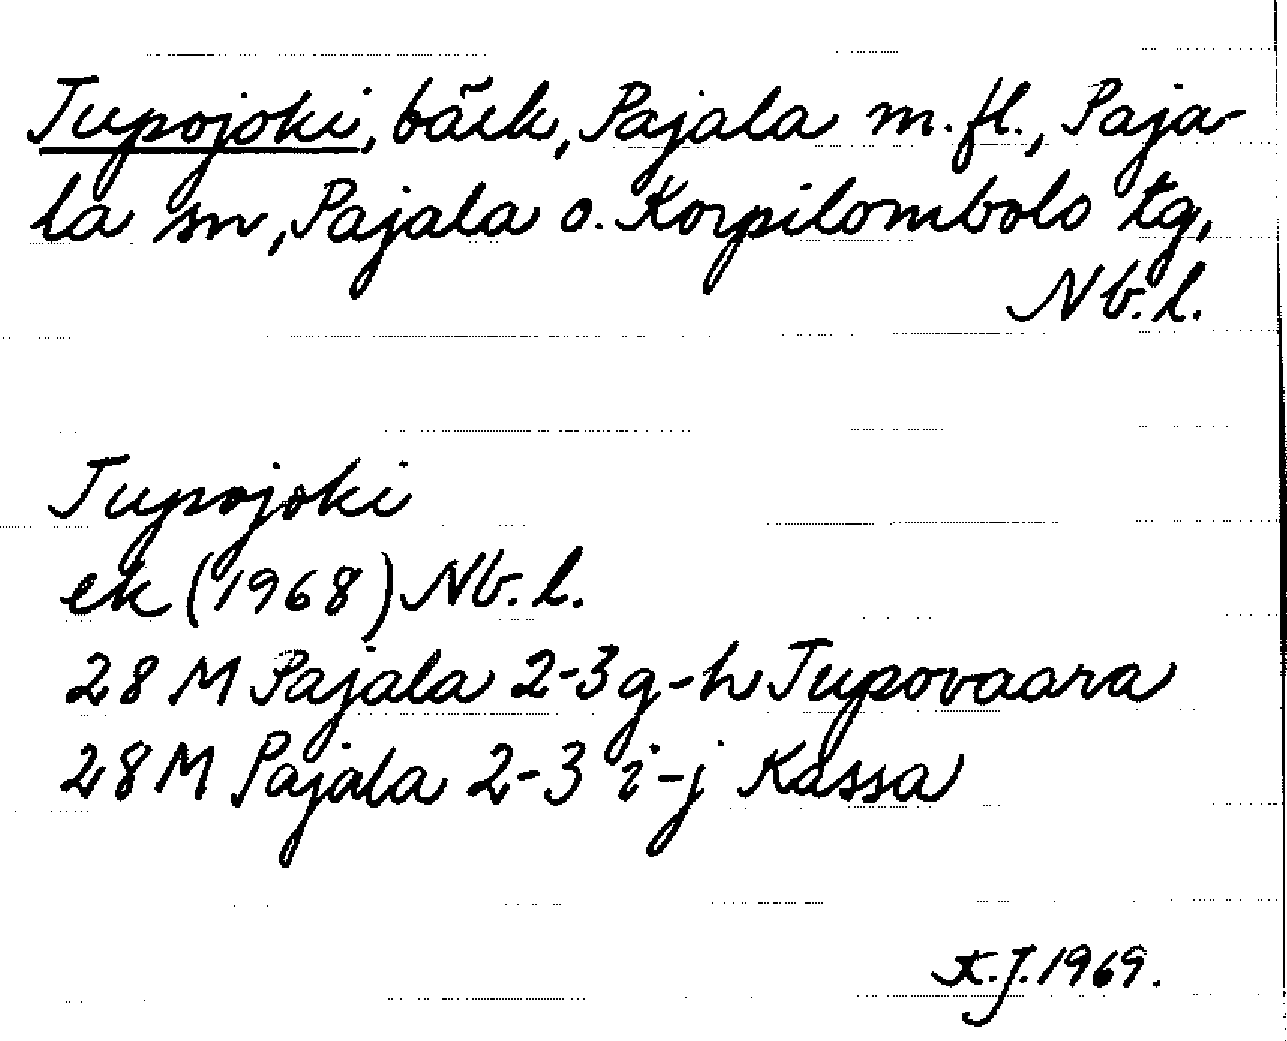 Tupojoki, bäck, Pajala m.fl., Paja-
la sn, Pajala o. Korpilombolo tg,
Nb.l.
Tupojoki
ek (1968) Nb.l.
28 M Pajala 2-3 g-h Tupovaara
28 M Pajala 2-3 i-j Kassa
K.J. 1969.